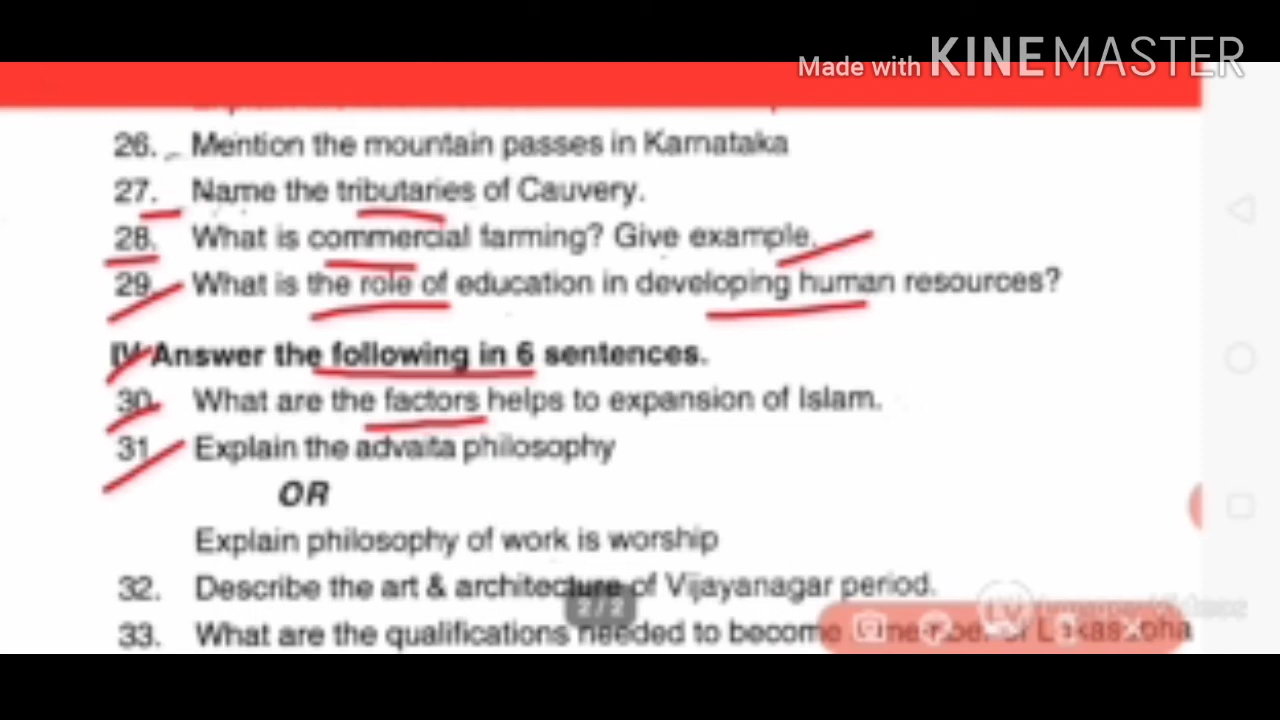 Made with KINEMASTER
26. Mention the mountain passes in Karnataka
27. Name the tributaries of Cauvery.
28. What is commercial farming? Give example.
29. What is the role of education in developing human resources?
IV Answer the following in 6 sentences.
30. What are the factors helps to expansion of Islam.
31. Explain the advaita philosophy
OR
Explain philosophy of work is worship
32. Describe the art & architecture of Vijayanagar period.
2/2
33. What are the qualifications needed to become